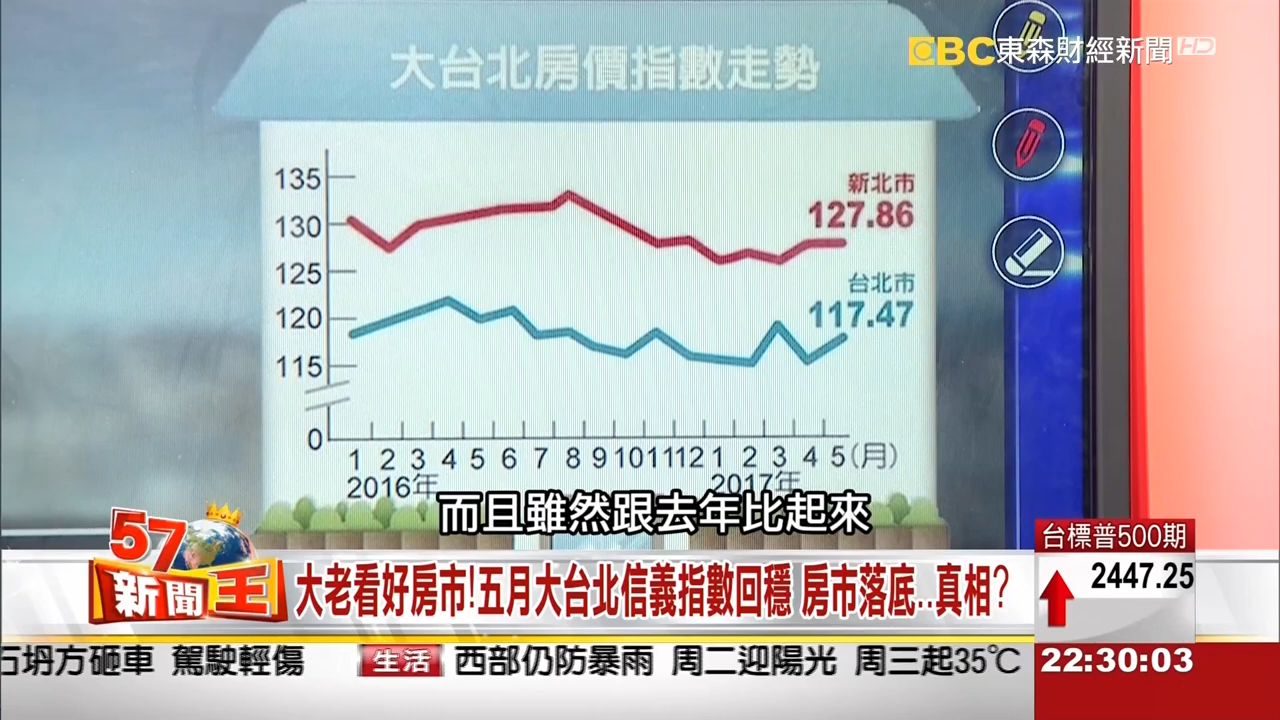 EBC 東森財經新聞 HD
大台北房價指數走勢
135
130
125
120
115
0
新北市
127.86
台北市
117.47
1 2 3 4 5 6 7 8 9 10 11 12 1 2 3 4 5(月)
2016年 2017年
而且雖然跟去年比起來
57
新聞王
大老看好房市!五月大台北信義指數回穩 房市落底..真相?
台標普500期
2447.25
石坍方砸車 駕駛輕傷 生活 西部仍防暴雨 周二迎陽光 周三起35℃
22:30:03